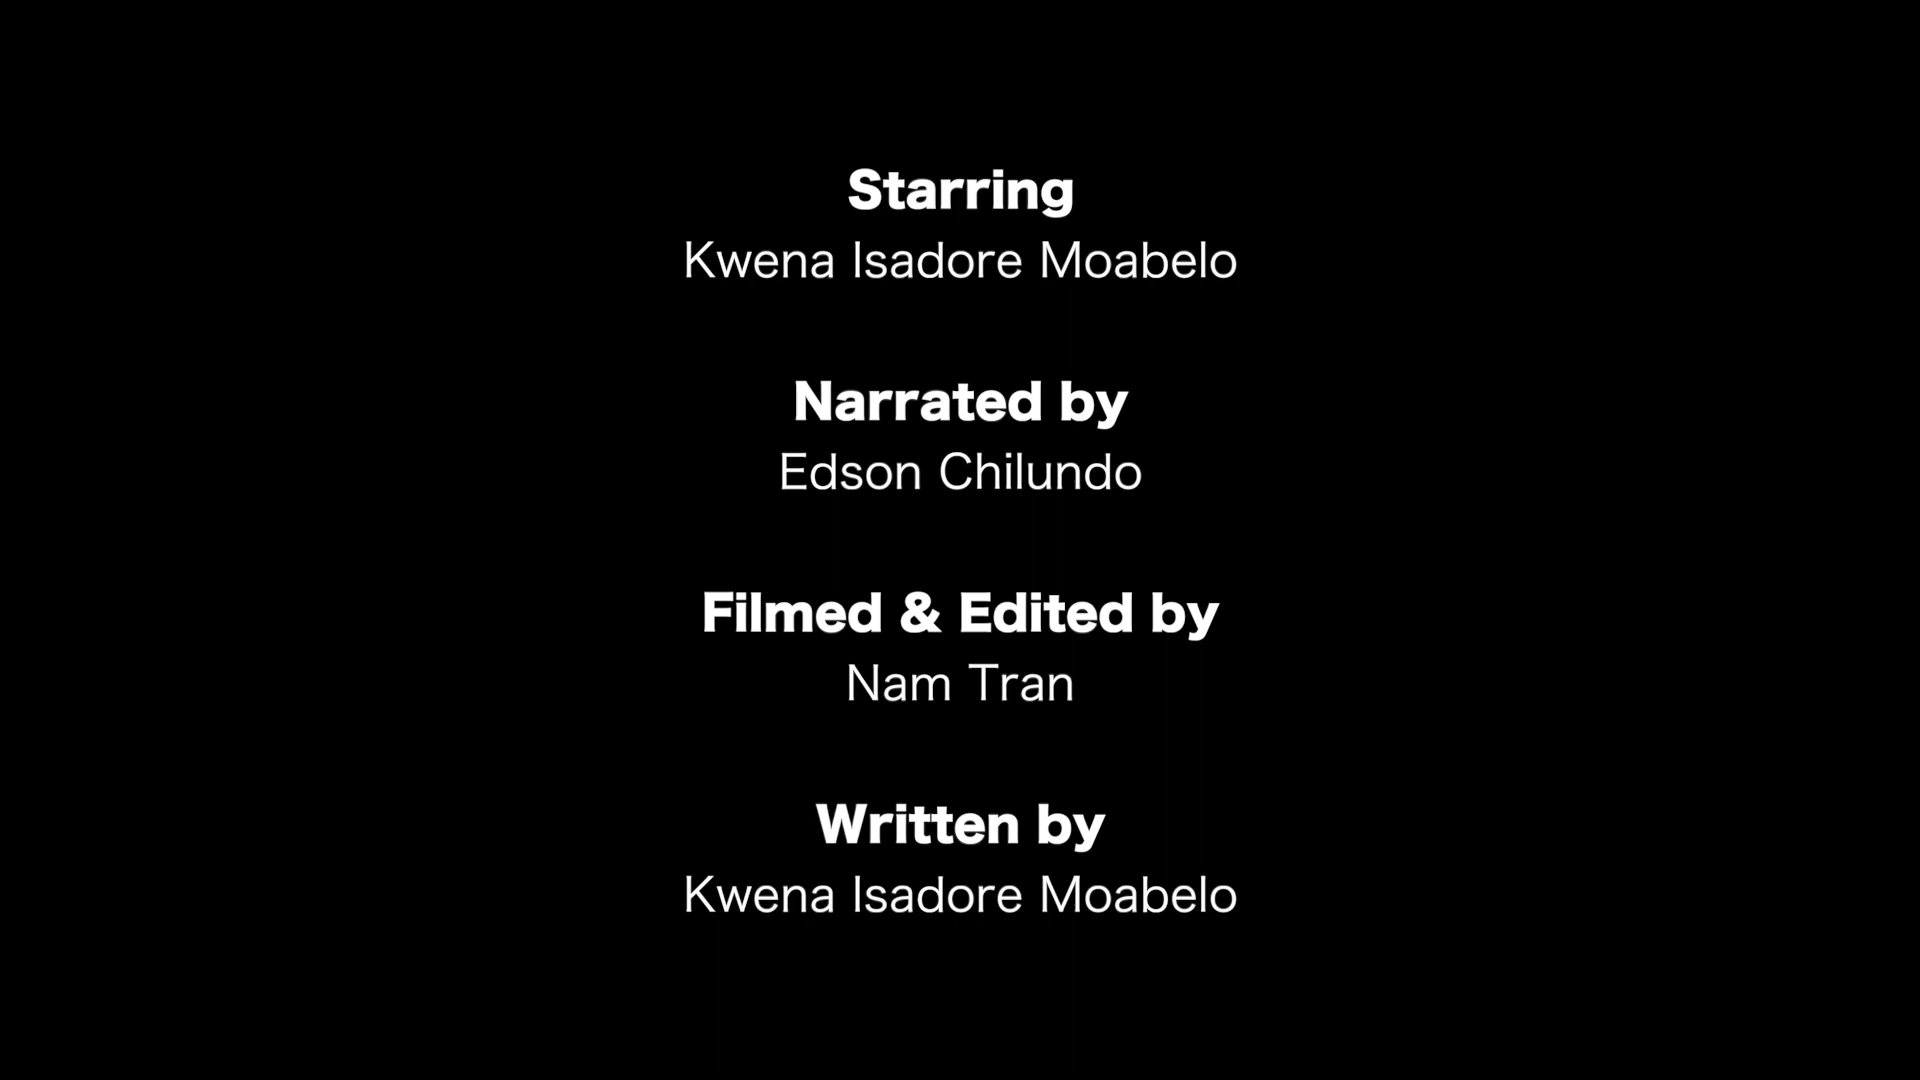 Starring
Kwena Isadore Moabelo
Narrated by
Edson Chilundo
Filmed & Edited by
Nam Tran
Written by
Kwena Isadore Moabelo